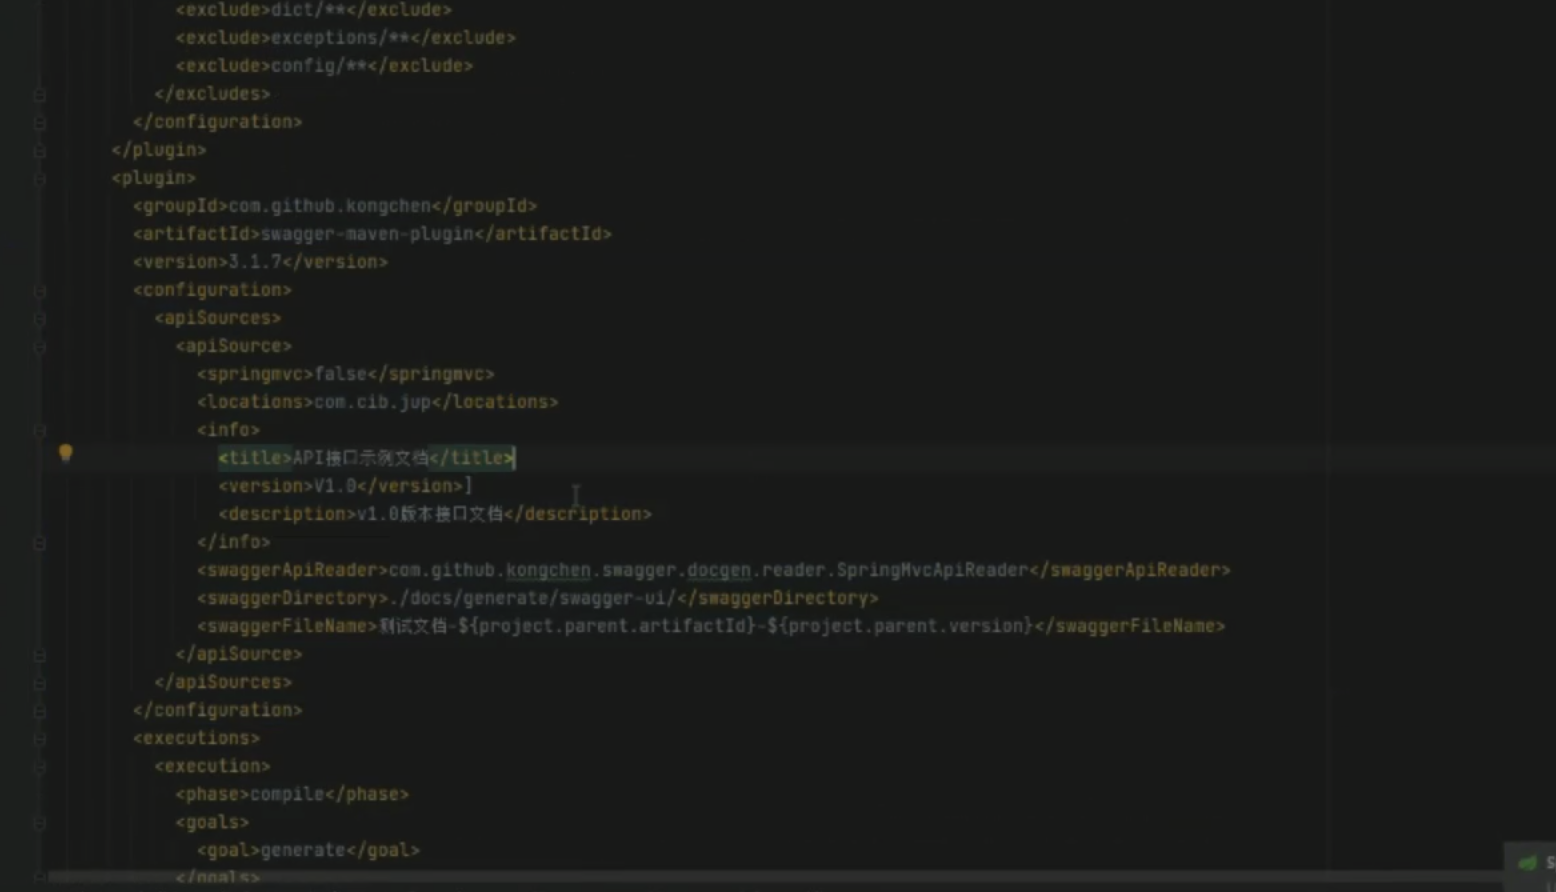 <exclude>dict/**</exclude>
<exclude>exceptions/**</exclude>
<exclude>config/**</exclude>
</excludes>
</configuration>
</plugin>
<plugin>
<groupId>com.github.kongchen</groupId>
<artifactId>swagger-maven-plugin</artifactId>
<version>3.1.7</version>
<configuration>
<apiSources>
<apiSource>
<springmvc>false</springmvc>
<locations>com.cib.jup</locations>
<info>
<title>API接口示例文档</title>
<version>V1.0</version>]
<description>v1.0版本接口文档</description>
</info>
<swaggerApiReader>com.github.kongchen.swagger.docgen.reader.SpringMvcApiReader</swaggerApiReader>
<swaggerDirectory>./docs/generate/swagger-ui/</swaggerDirectory>
<swaggerFileName>测试文档-${project.parent.artifactId}-${project.parent.version}</swaggerFileName>
</apiSource>
</apiSources>
</configuration>
<executions>
<execution>
<phase>compile</phase>
<goals>
<goal>generate</goal>
</goals>